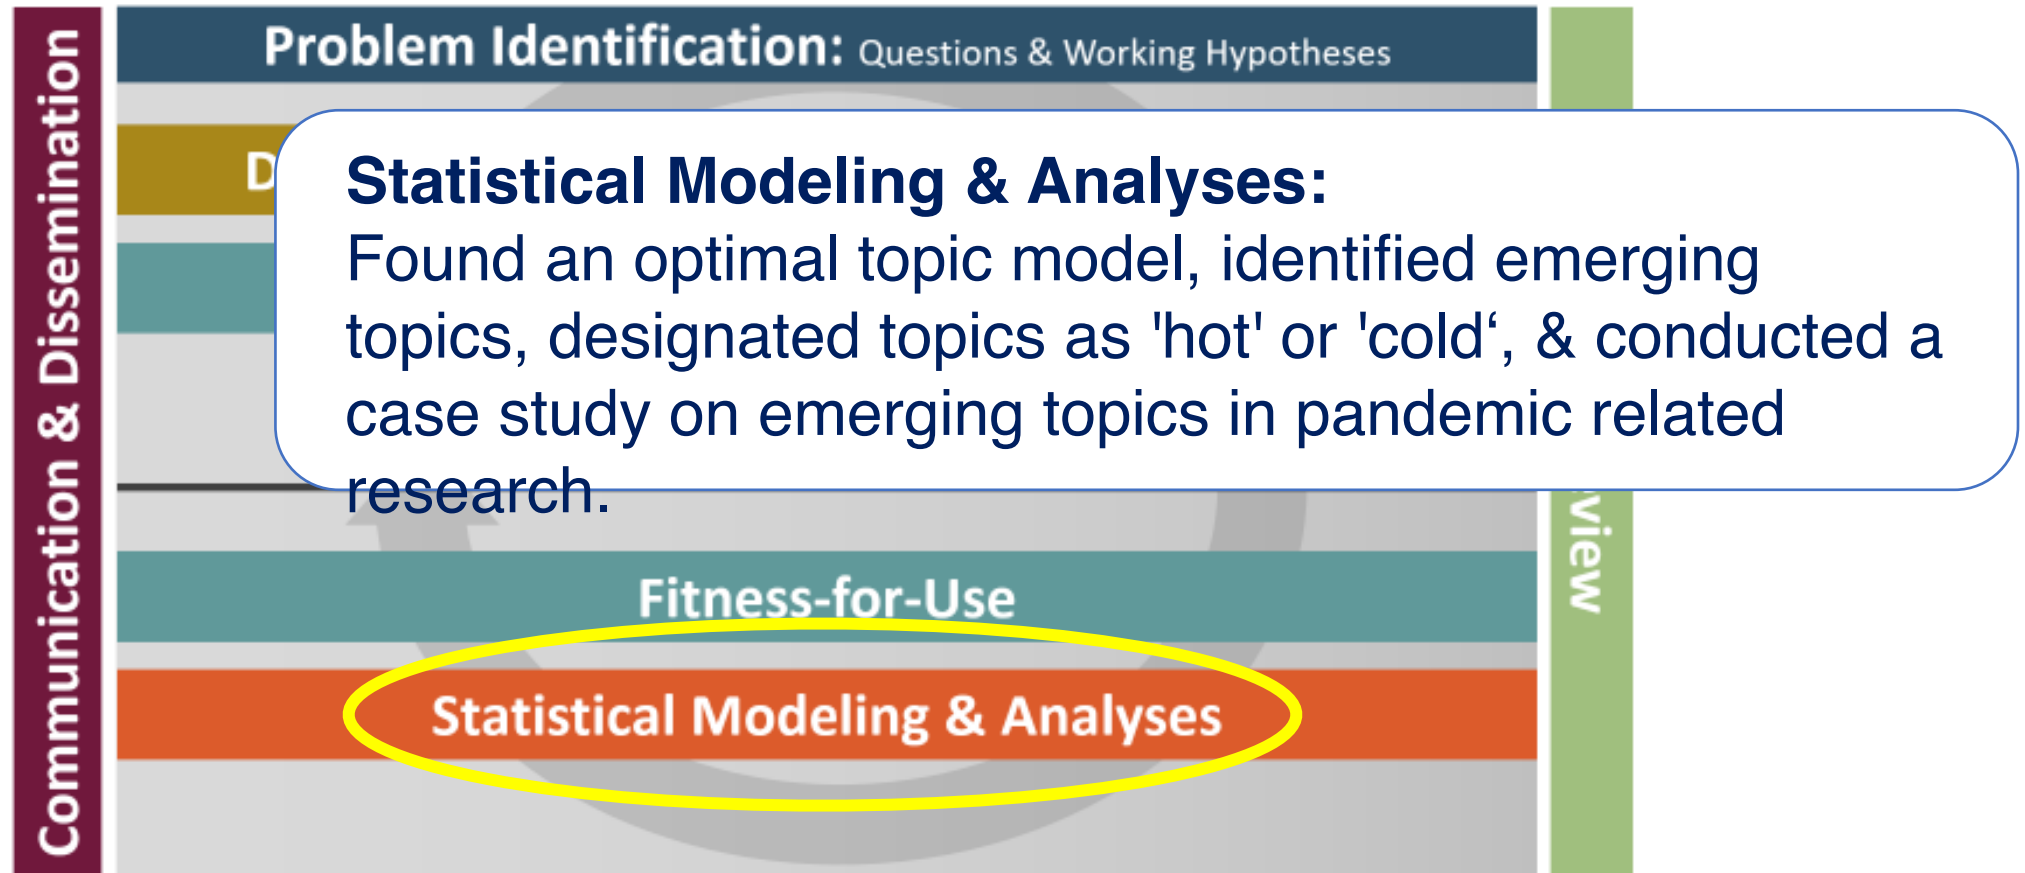 Communication & Dissemination
Problem Identification: Questions & Working Hypotheses
Statistical Modeling & Analyses:
Found an optimal topic model, identified emerging
topics, designated topics as 'hot' or 'cold‘, & conducted a
case study on emerging topics in pandemic related
research.
Fitness-for-Use
Statistical Modeling & Analyses